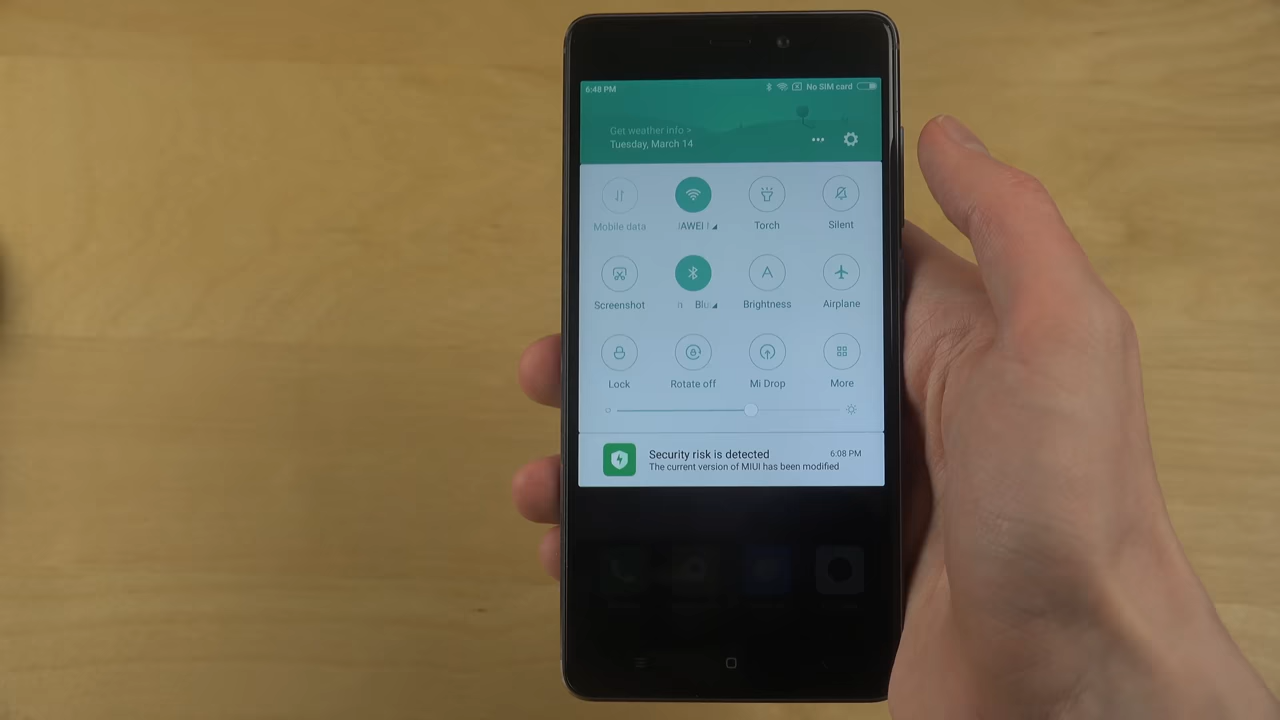 6:48 PM
No SIM card
Get weather info >
Tuesday, March 14
Mobile data
AWEI
Torch
Silent
Screenshot
Blu
Brightness
Airplane
Lock
Rotate off
Mi Drop
More
Security risk is detected
6:08 PM
The current version of MIUI has been modified